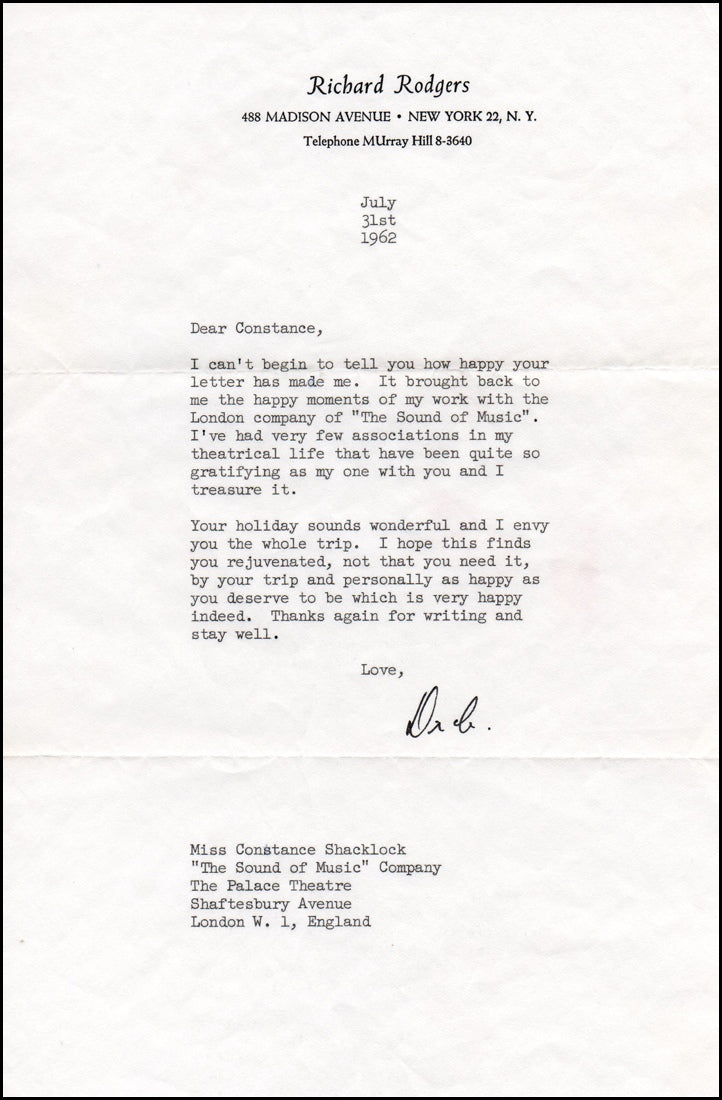 Richard Rodgers
488 MADISON AVENUE • NEW YORK 22, N. Y.
Telephone MUrray Hill 8-3640
July
31st
1962
Dear Constance,
I can't begin to tell you how happy your
letter has made me. It brought back to
me the happy moments of my work with the
London company of "The Sound of Music".
I've had very few associations in my
theatrical life that have been quite so
gratifying as my one with you and I
treasure it.
Your holiday sounds wonderful and I envy
you the whole trip. I hope this finds
you rejuvenated, not that you need it,
by your trip and personally as happy as
you deserve to be which is very happy
indeed. Thanks again for writing and
stay well.
Love,
Dick.
Miss Constance Shacklock
"The Sound of Music" Company
The Palace Theatre
Shaftesbury Avenue
London W. 1, England